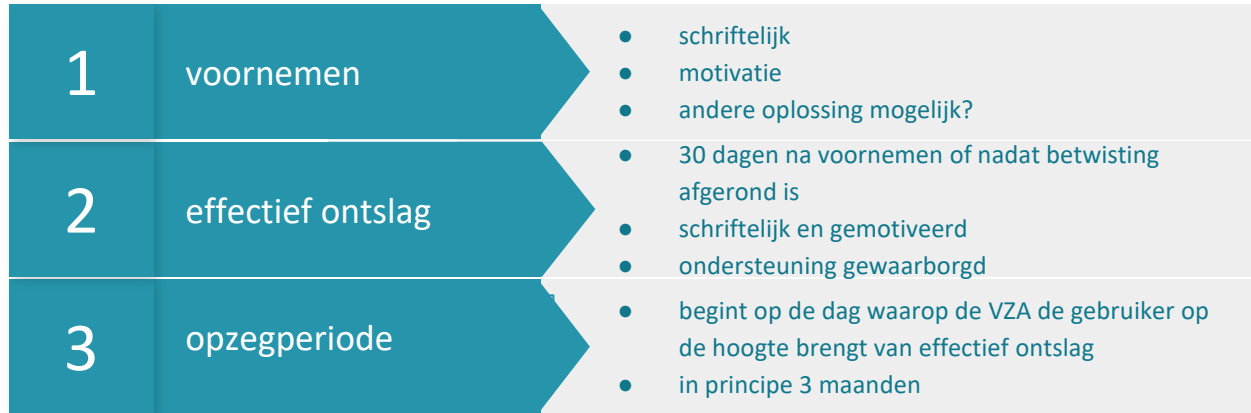 1
voornemen
● schriftelijk
● motivatie
● andere oplossing mogelijk?
2
effectief ontslag
● 30 dagen na voornemen of nadat betwisting
afgerond is
● schriftelijk en gemotiveerd
● ondersteuning gewaarborgd
3
opzegperiode
● begint op de dag waarop de VZA de gebruiker op
de hoogte brengt van effectief ontslag
● in principe 3 maanden